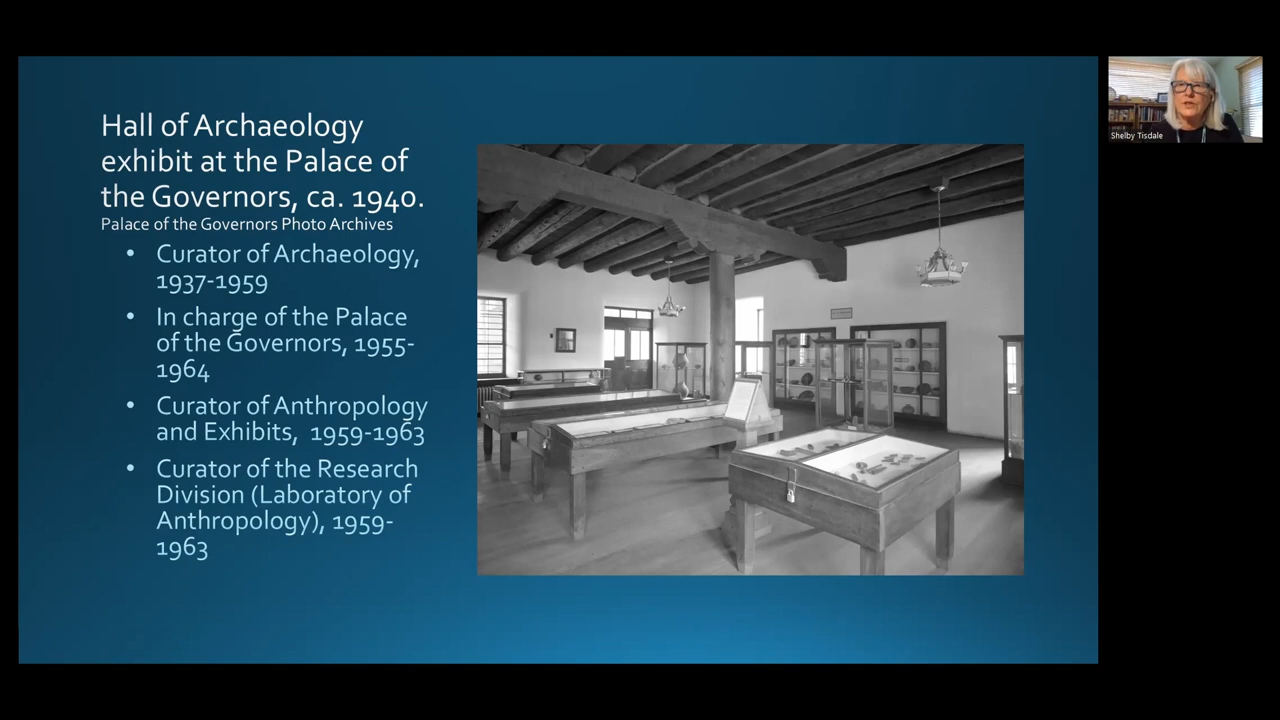 Hall of Archaeology
exhibit at the Palace of
the Governors, ca. 1940.
Palace of the Governors Photo Archives
• Curator of Archaeology,
1937-1959
• In charge of the Palace
of the Governors, 1955-
1964
• Curator of Anthropology
and Exhibits, 1959-1963
• Curator of the Research
Division (Laboratory of
Anthropology), 1959-
1963
Shelby Tisdale